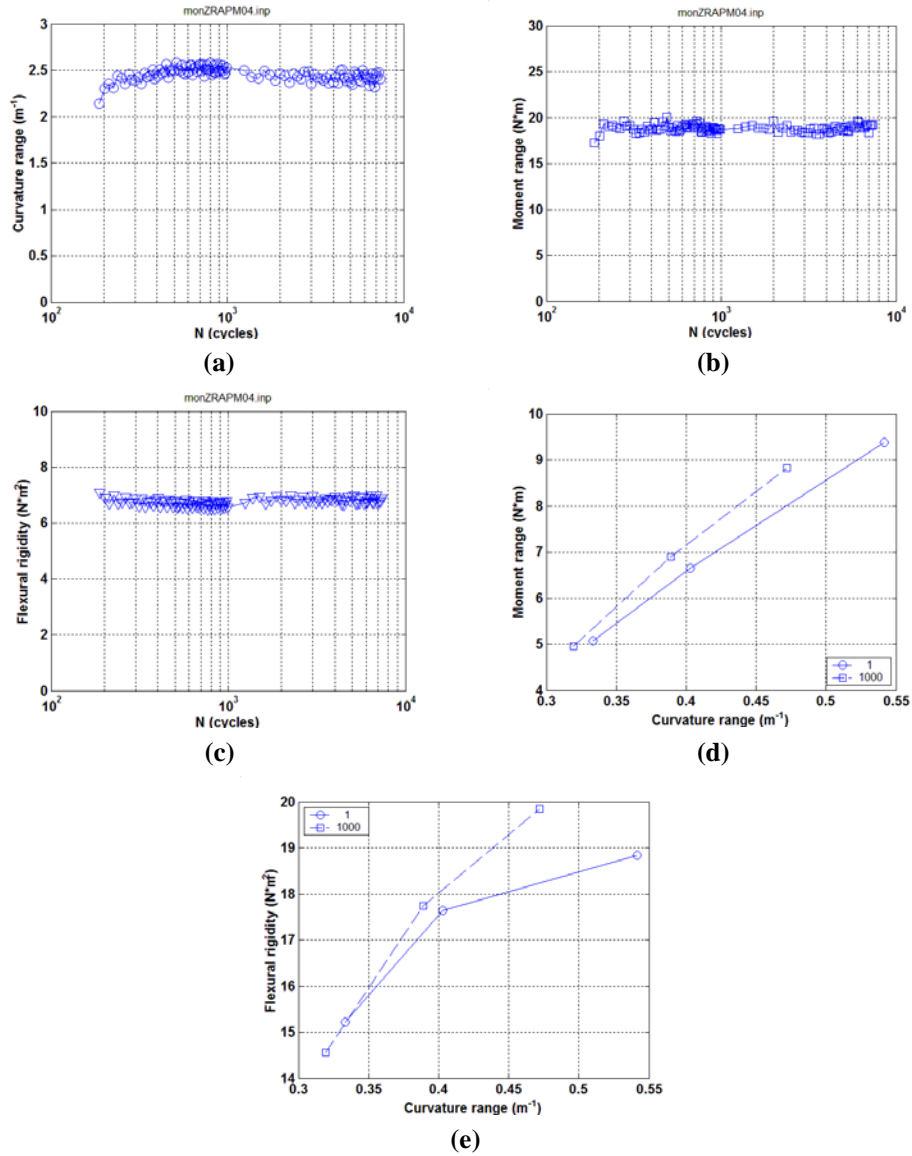 monZRAPM04.inp
3
2.5
2
1.5
1
0.5
0
Curvature range (m⁻¹)
10² 10³ 10⁴
N (cycles)
(a)
monZRAPM04.inp
30
25
20
15
10
5
0
Moment range (N*m)
10² 10³ 10⁴
N (cycles)
(b)
monZRAPM04.inp
10
8
6
4
2
0
Flexural rigidity (N*m²)
10² 10³ 10⁴
N (cycles)
(c)
10
9
8
7
6
5
4
Moment range (N*m)
1
1000
0.3 0.35 0.4 0.45 0.5 0.55
Curvature range (m⁻¹)
(d)
20
19
18
17
16
15
14
Flexural rigidity (N*m²)
1
1000
0.3 0.35 0.4 0.45 0.5 0.55
Curvature range (m⁻¹)
(e)